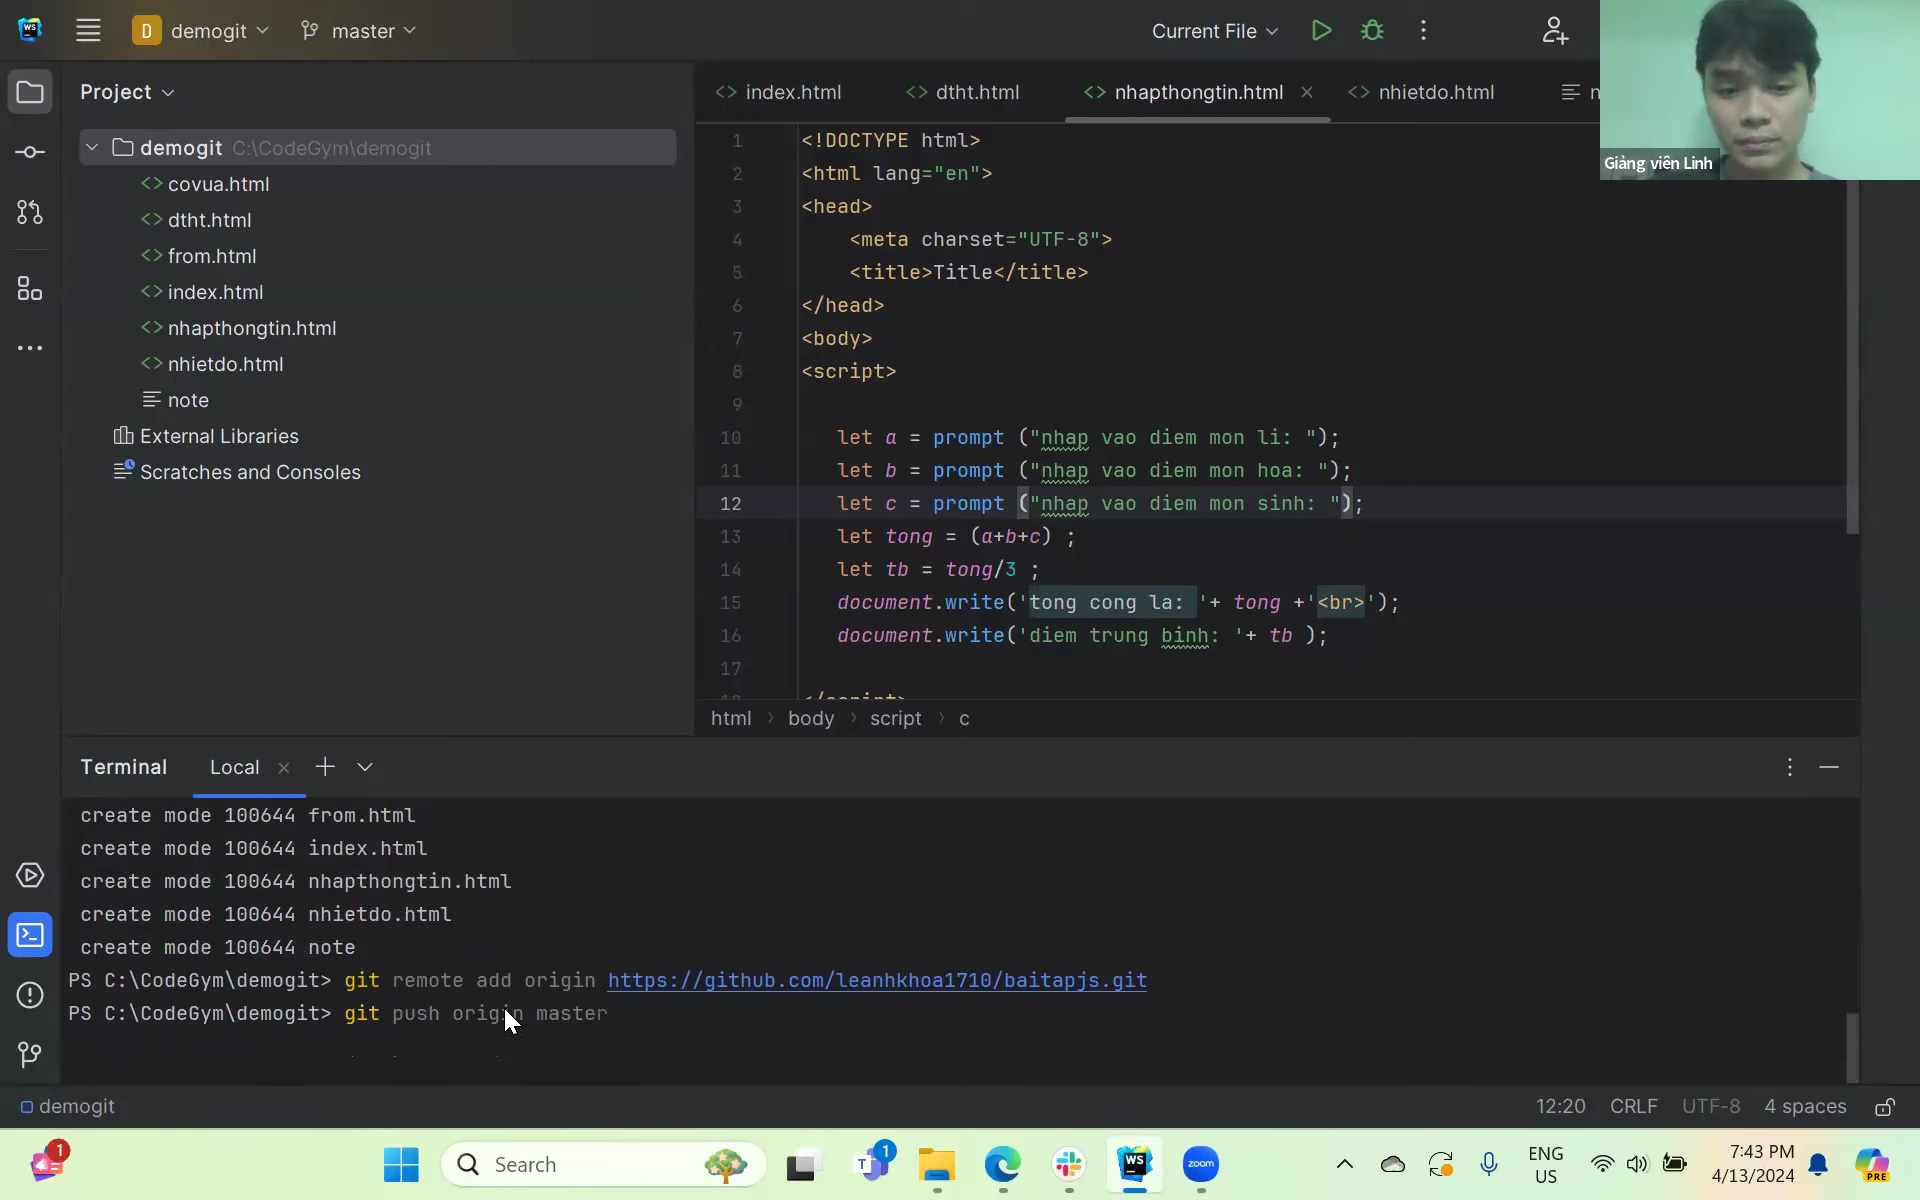 WS
D demogit
master
Current File
Giảng viên Linh
Project
demogit C:\CodeGym\demogit
covua.html
dtht.html
from.html
index.html
nhapthongtin.html
nhietdo.html
note
External Libraries
Scratches and Consoles
index.html
dtht.html
nhapthongtin.html
nhietdo.html
1 <!DOCTYPE html>
2 <html lang="en">
3 <head>
4 <meta charset="UTF-8">
5 <title>Title</title>
6 </head>
7 <body>
8 <script>
9
10 let a = prompt ("nhap vao diem mon li: ");
11 let b = prompt ("nhap vao diem mon hoa: ");
12 let c = prompt ("nhap vao diem mon sinh: ");
13 let tong = (a+b+c) ;
14 let tb = tong/3 ;
15 document.write('tong cong la: '+ tong +'<br>');
16 document.write('diem trung binh: '+ tb );
17
html › body › script › c
Terminal
Local
create mode 100644 from.html
create mode 100644 index.html
create mode 100644 nhapthongtin.html
create mode 100644 nhietdo.html
create mode 100644 note
PS C:\CodeGym\demogit> git remote add origin https://github.com/leanhkhoa1710/baitapjs.git
PS C:\CodeGym\demogit> git push origin master
demogit
12:20
CRLF
UTF-8
4 spaces
1
Search
T
1
WS
zoom
ENG
US
7:43 PM
4/13/2024
PRE